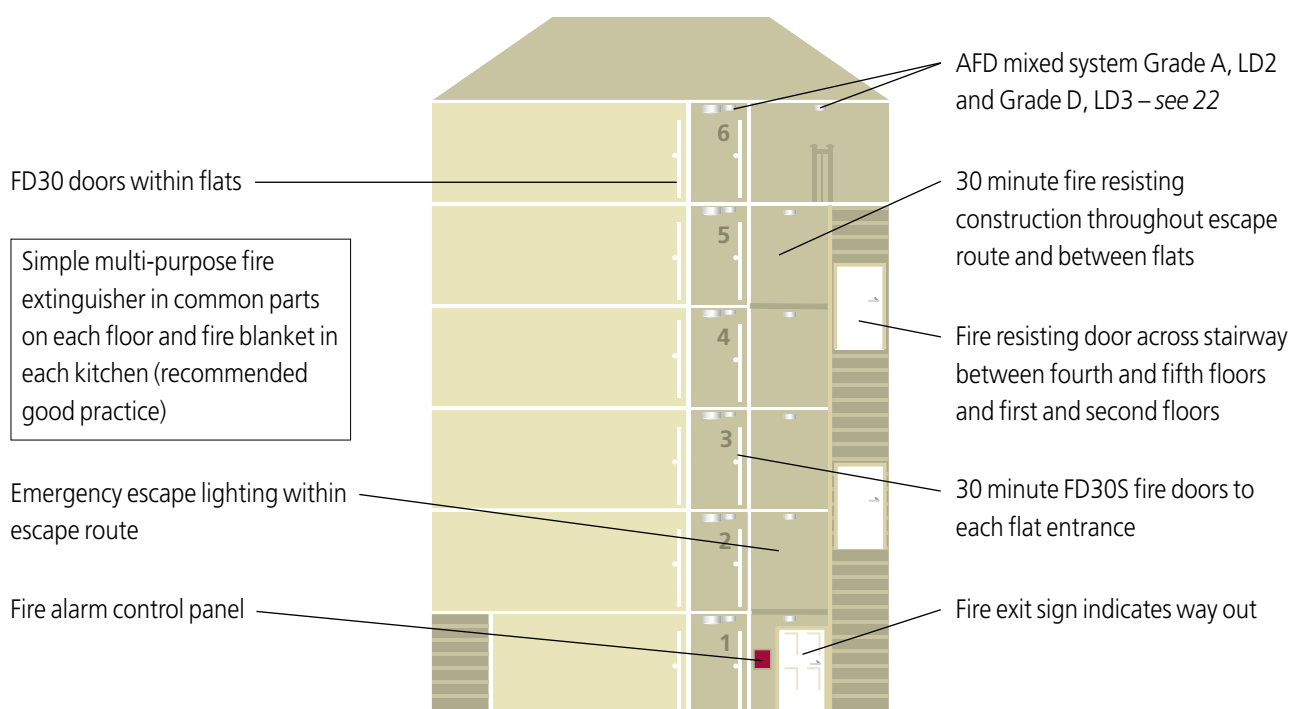 FD30 doors within flats
Simple multi-purpose fire
extinguisher in common parts
on each floor and fire blanket in
each kitchen (recommended
good practice)
Emergency escape lighting within
escape route
Fire alarm control panel
6
5
4
3
2
1
AFD mixed system Grade A, LD2
and Grade D, LD3 – see 22
30 minute fire resisting
construction throughout escape
route and between flats
Fire resisting door across stairway
between fourth and fifth floors
and first and second floors
30 minute FD30S fire doors to
each flat entrance
Fire exit sign indicates way out